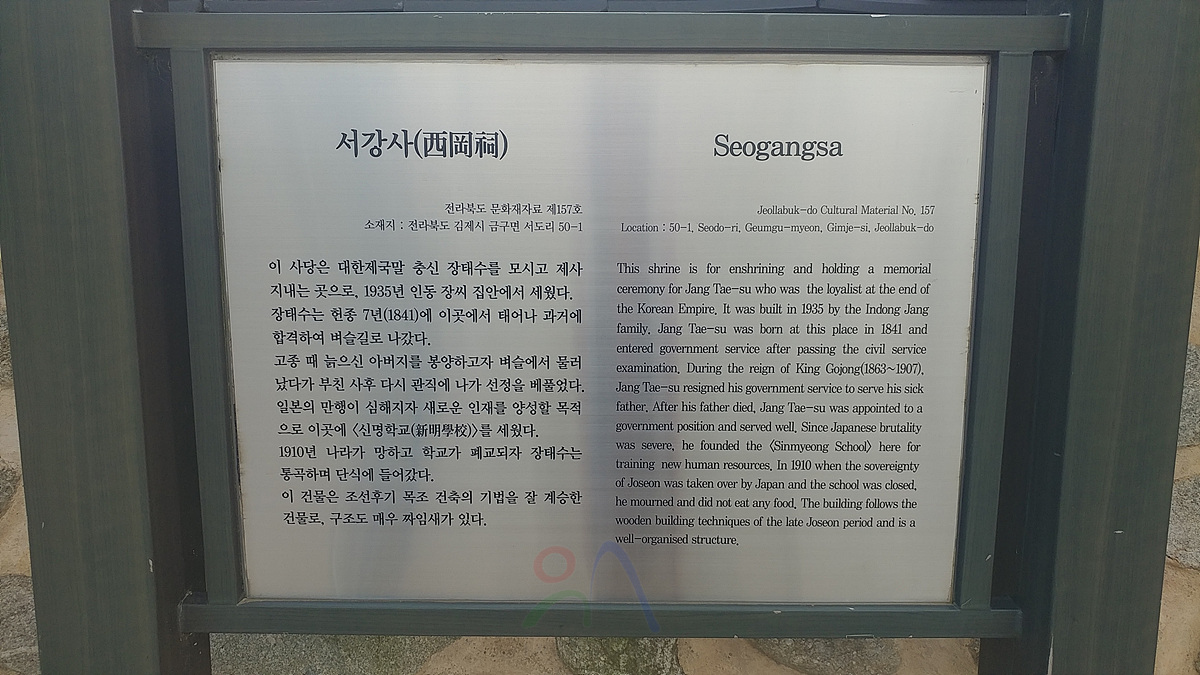 서강사(西岡祠)
전라북도 문화재자료 제157호
소재지 : 전라북도 김제시 금구면 서도리 50-1
이 사당은 대한제국말 충신 장태수를 모시고 제사
지내는 곳으로, 1935년 인동 장씨 집안에서 세웠다.
장태수는 헌종 7년(1841)에 이곳에서 태어나 과거에
합격하여 벼슬길로 나갔다.
고종 때 늙으신 아버지를 봉양하고자 벼슬에서 물러
났다가 부친 사후 다시 관직에 나가 선정을 베풀었다.
일본의 만행이 심해지자 새로운 인재를 양성할 목적
으로 이곳에 〈신명학교(新明學校)〉를 세웠다.
1910년 나라가 망하고 학교가 폐교되자 장태수는
통곡하며 단식에 들어갔다.
이 건물은 조선후기 목조 건축의 기법을 잘 계승한
건물로, 구조도 매우 짜임새가 있다.
Seogangsa
Jeollabuk-do Cultural Material No. 157
Location : 50-1, Seodo-ri, Geumgu-myeon, Gimje-si, Jeollabuk-do
This shrine is for enshrining and holding a memorial
ceremony for Jang Tae-su who was the loyalist at the end of
the Korean Empire. It was built in 1935 by the Indong Jang
family. Jang Tae-su was born at this place in 1841 and
entered government service after passing the civil service
examination. During the reign of King Gojong(1863~1907),
Jang Tae-su resigned his government service to serve his sick
father. After his father died, Jang Tae-su was appointed to a
government position and served well. Since Japanese brutality
was severe, he founded the 〈Sinmyeong School〉 here for
training new human resources. In 1910 when the sovereignty
of Joseon was taken over by Japan and the school was closed,
he mourned and did not eat any food. The building follows the
wooden building techniques of the late Joseon period and is a
well-organised structure.